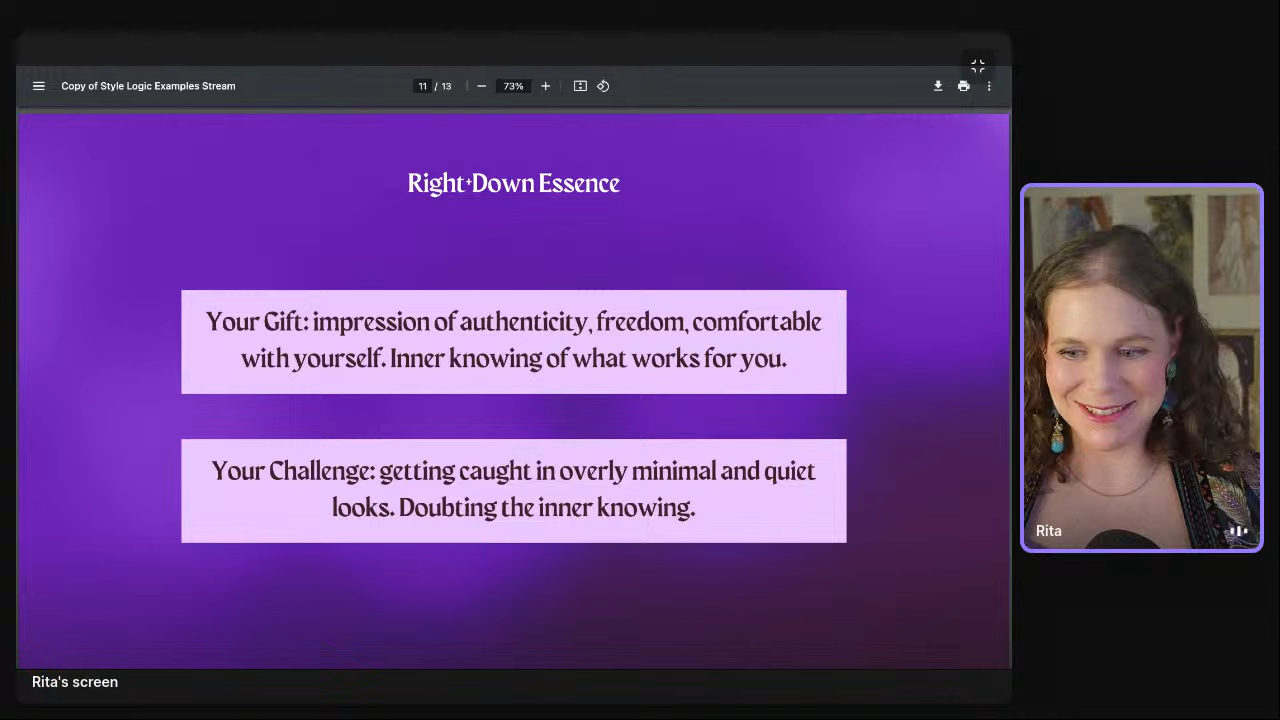 Copy of Style Logic Examples Stream
11 / 13
73%
Right+Down Essence
Your Gift: impression of authenticity, freedom, comfortable
with yourself. Inner knowing of what works for you.
Your Challenge: getting caught in overly minimal and quiet
looks. Doubting the inner knowing.
Rita
Rita's screen